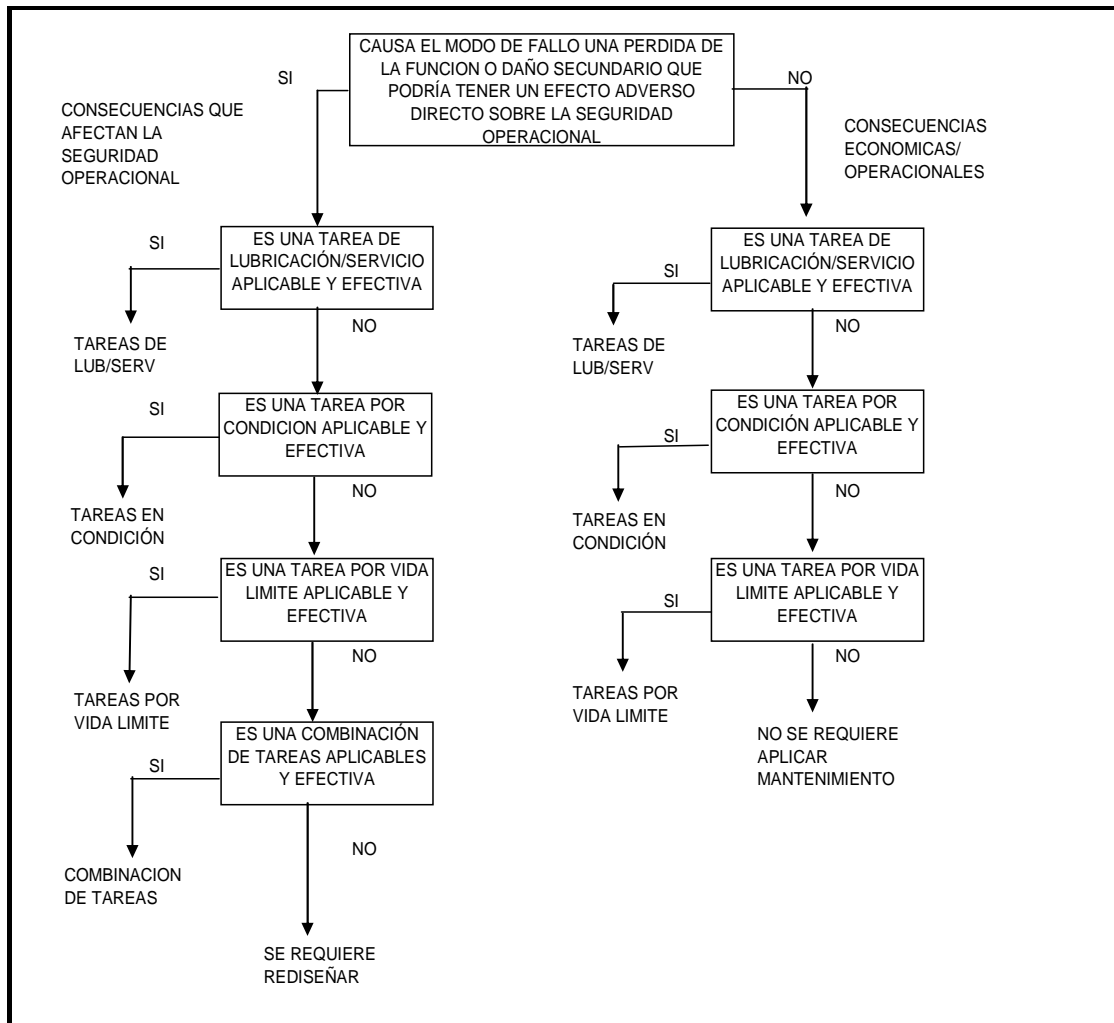 CAUSA EL MODO DE FALLO UNA PERDIDA DE
LA FUNCION O DAÑO SECUNDARIO QUE
PODRÍA TENER UN EFECTO ADVERSO
DIRECTO SOBRE LA SEGURIDAD
OPERACIONAL
SI
NO
CONSECUENCIAS QUE
AFECTAN LA
SEGURIDAD
OPERACIONAL
CONSECUENCIAS
ECONOMICAS/
OPERACIONALES
SI
ES UNA TAREA DE
LUBRICACIÓN/SERVICIO
APLICABLE Y EFECTIVA
NO
TAREAS DE
LUB/SERV
SI
ES UNA TAREA POR
CONDICION APLICABLE Y
EFECTIVA
NO
TAREAS EN
CONDICIÓN
SI
ES UNA TAREA POR VIDA
LIMITE APLICABLE Y
EFECTIVA
NO
TAREAS POR
VIDA LIMITE
SI
ES UNA COMBINACIÓN
DE TAREAS APLICABLES
Y EFECTIVA
NO
COMBINACION
DE TAREAS
SE REQUIERE
REDISEÑAR
SI
ES UNA TAREA DE
LUBRICACIÓN/SERVICIO
APLICABLE Y EFECTIVA
NO
TAREAS DE
LUB/SERV
SI
ES UNA TAREA POR
CONDICIÓN APLICABLE Y
EFECTIVA
NO
TAREAS EN
CONDICIÓN
SI
ES UNA TAREA POR VIDA
LIMITE APLICABLE Y
EFECTIVA
NO
TAREAS POR
VIDA LIMITE
NO SE REQUIERE
APLICAR
MANTENIMIENTO